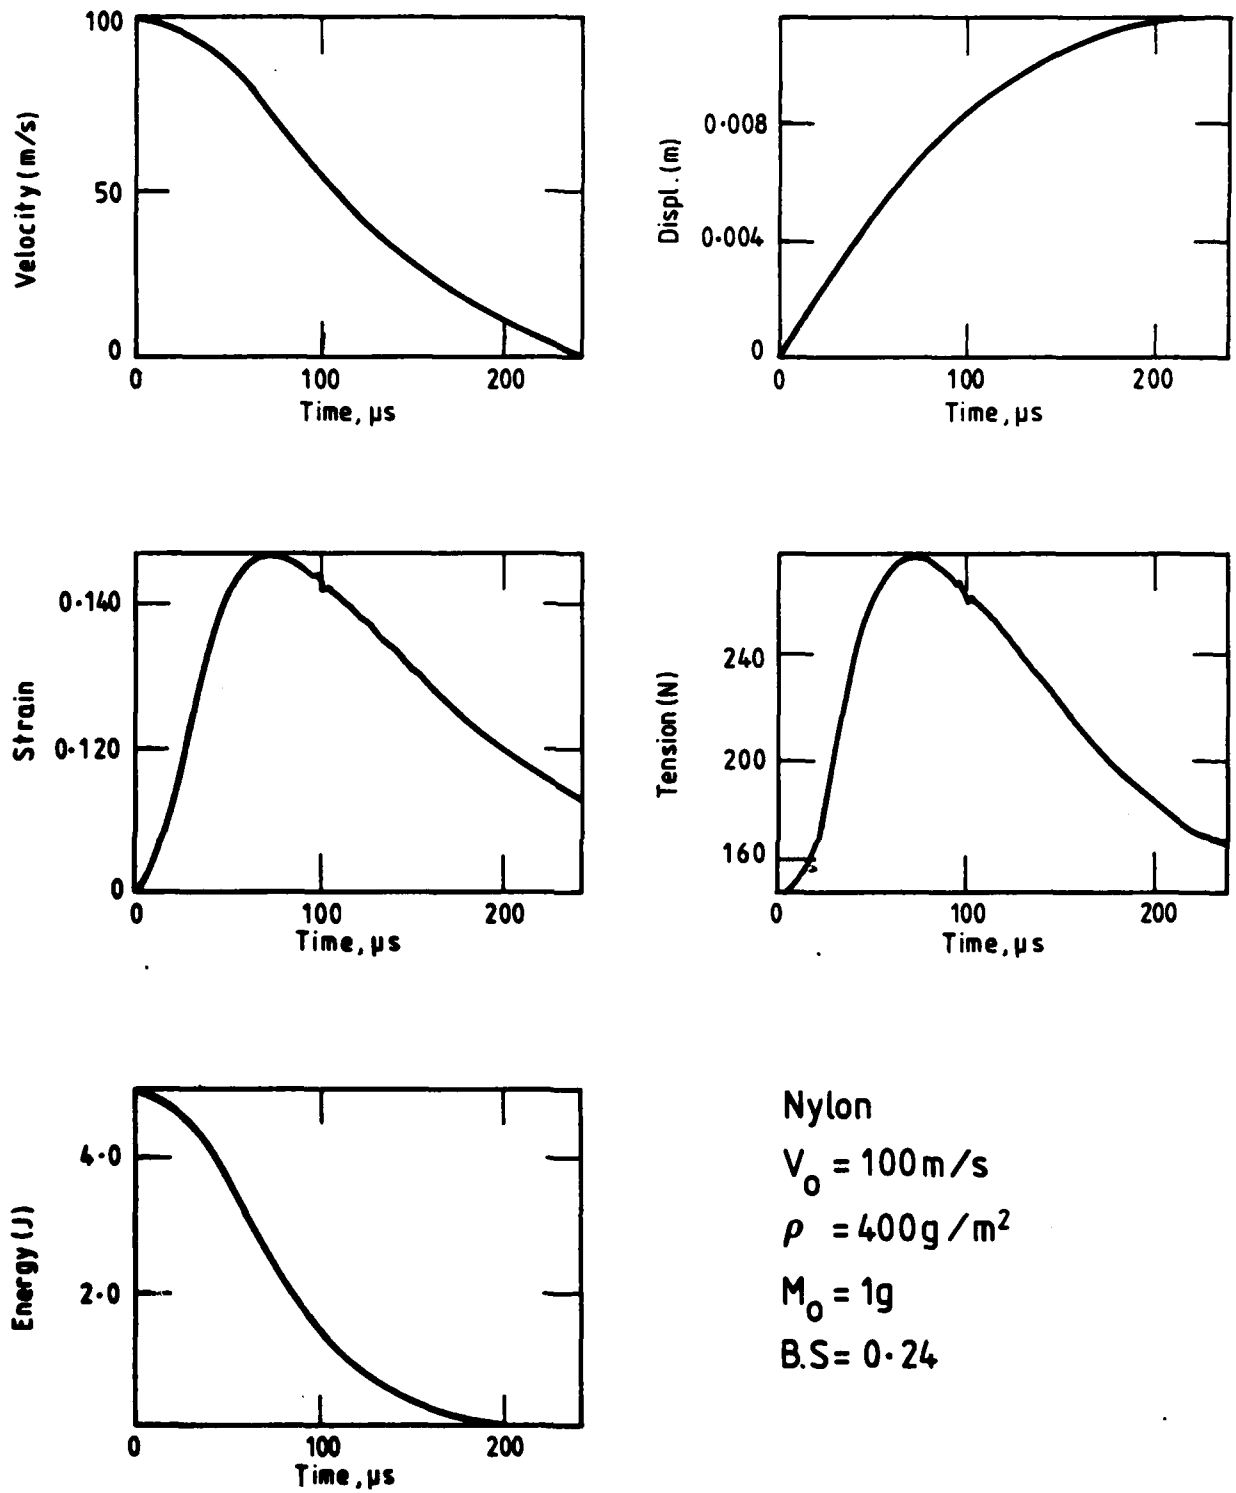 100
50
0
Velocity (m/s)
0 100 200
Time, µs
0·008
0·004
0
Displ. (m)
0 100 200
Time, µs
0·140
0·120
0
Strain
0 100 200
Time, µs
240
200
160
Tension (N)
0 100 200
Time, µs
4·0
2·0
Energy (J)
0 100 200
Time, µs
Nylon
V₀ = 100m/s
ρ = 400g/m²
M₀ = 1g
B.S = 0·24